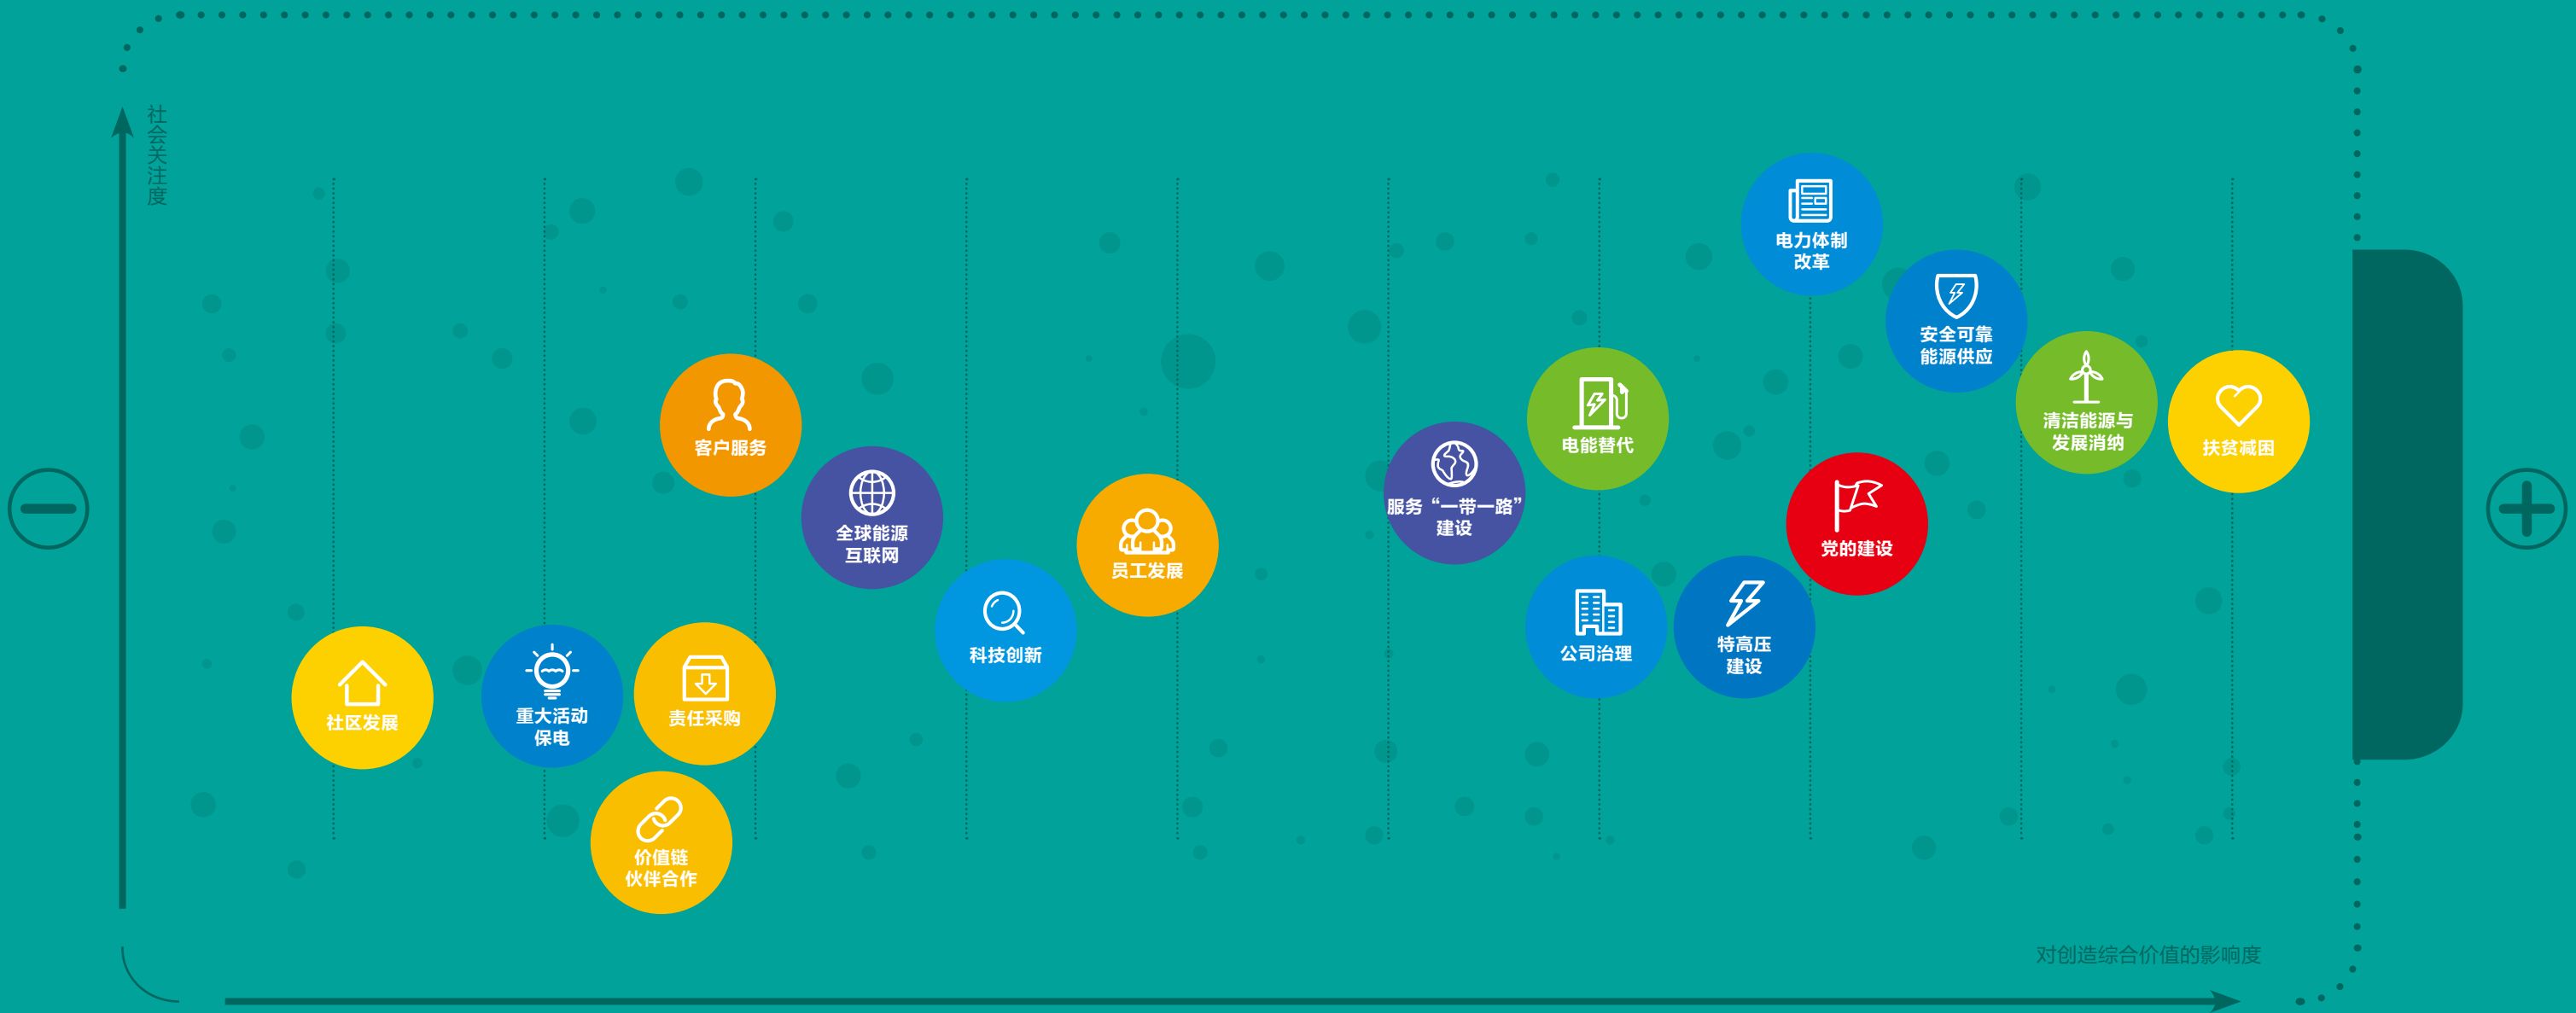 社会关注度
电力体制
改革
安全可靠
能源供应
清洁能源与
发展消纳
扶贫减困
客户服务
电能替代
服务“一带一路”
建设
全球能源
互联网
党的建设
员工发展
科技创新
公司治理
特高压
建设
社区发展
重大活动
保电
责任采购
价值链
伙伴合作
对创造综合价值的影响度